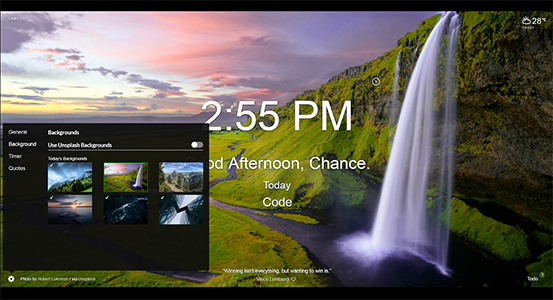 Links
28°
2:55 PM
od Afternoon, Chance.
Today
Code
General
Background
Timer
Quotes
Backgrounds
Use Unsplash Backgrounds
Today's Backgrounds
"Winning isn't everything, but wanting to win is."
Vince Lombardi
Photo by Robert Lukeman / via Unsplash
Todo